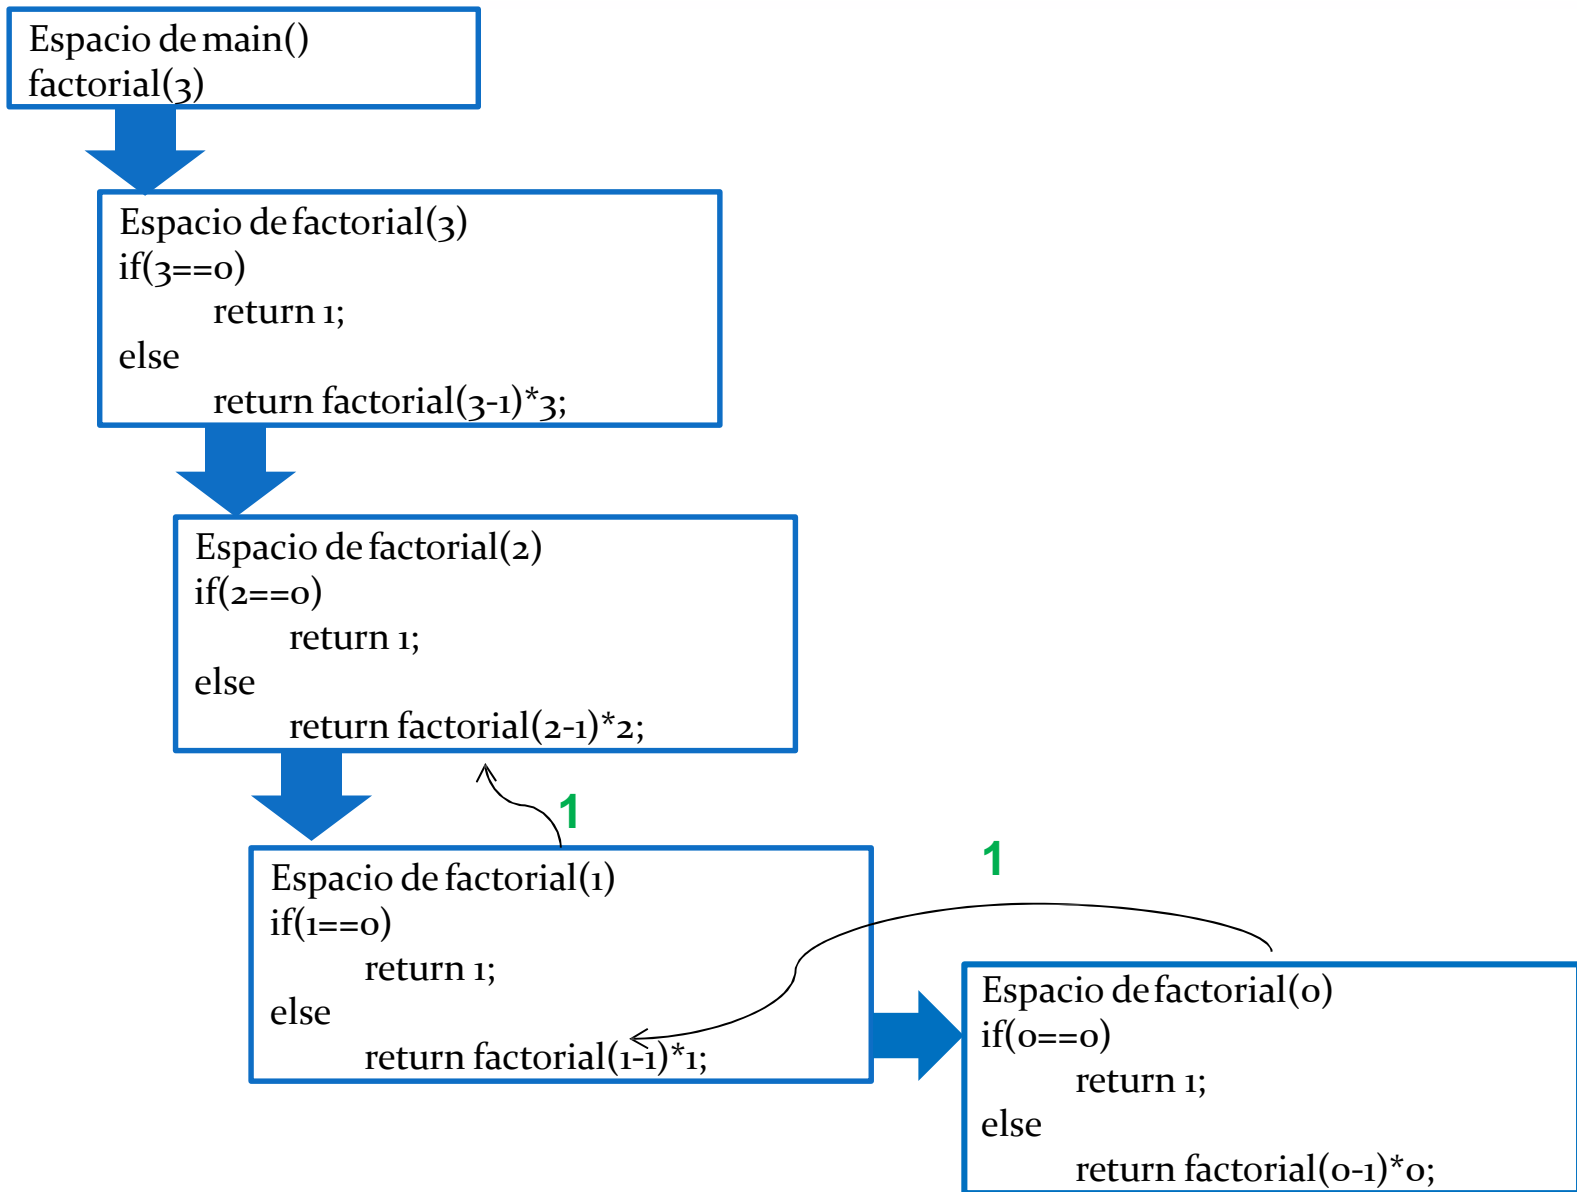 Espacio de main()
factorial(3)
Espacio de factorial(3)
if(3==0)
return 1;
else
return factorial(3-1)*3;
Espacio de factorial(2)
if(2==0)
return 1;
else
return factorial(2-1)*2;
1
Espacio de factorial(1)
if(1==0)
return 1;
else
return factorial(1-1)*1;
1
Espacio de factorial(0)
if(0==0)
return 1;
else
return factorial(0-1)*0;